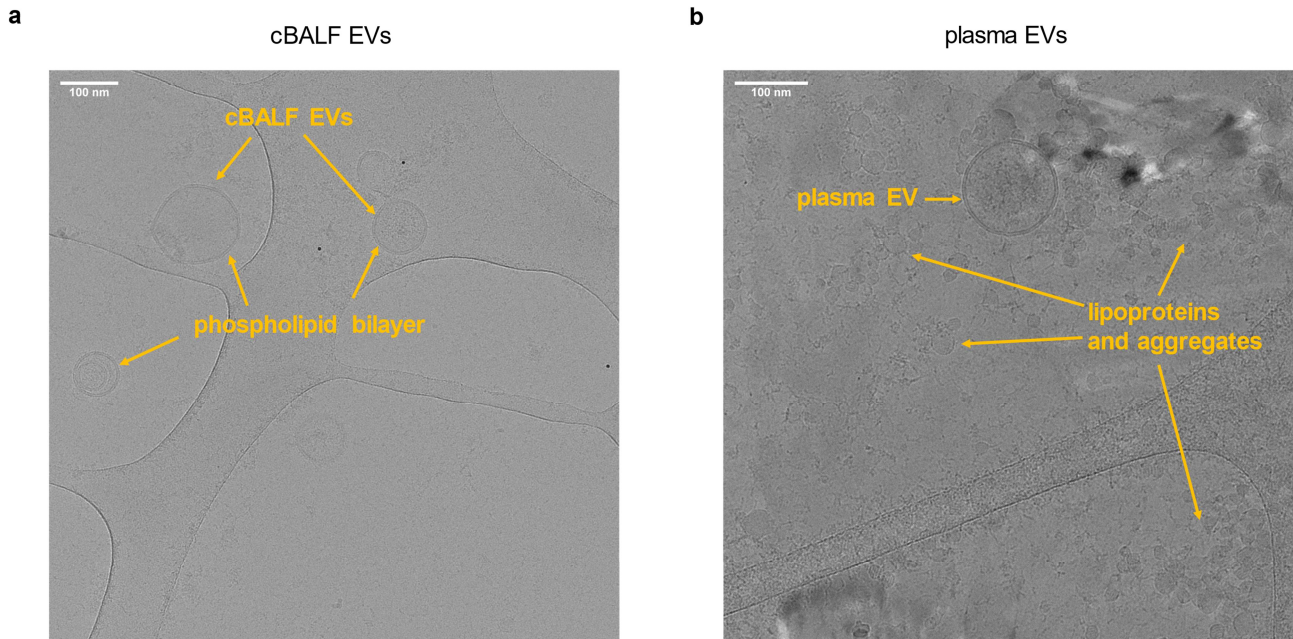 a
cBALF EVs
100 nm
cBALF EVs
phospholipid bilayer
b
plasma EVs
100 nm
plasma EV
lipoproteins
and aggregates